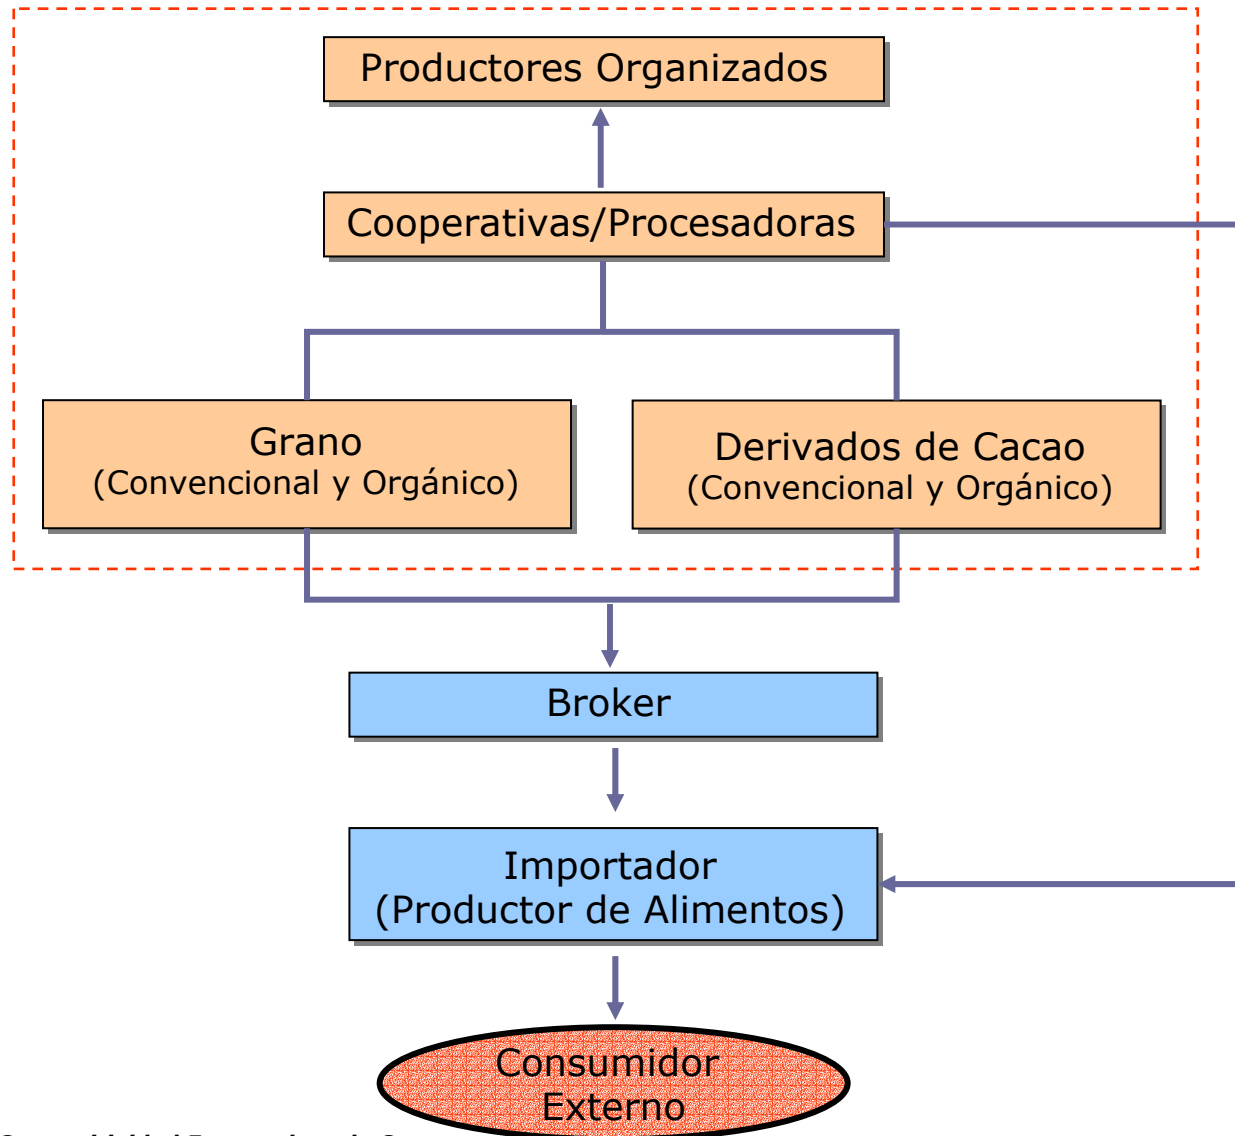 Productores Organizados
Cooperativas/Procesadoras
Grano
(Convencional y Orgánico)
Derivados de Cacao
(Convencional y Orgánico)
Broker
Importador
(Productor de Alimentos)
Consumidor
Externo